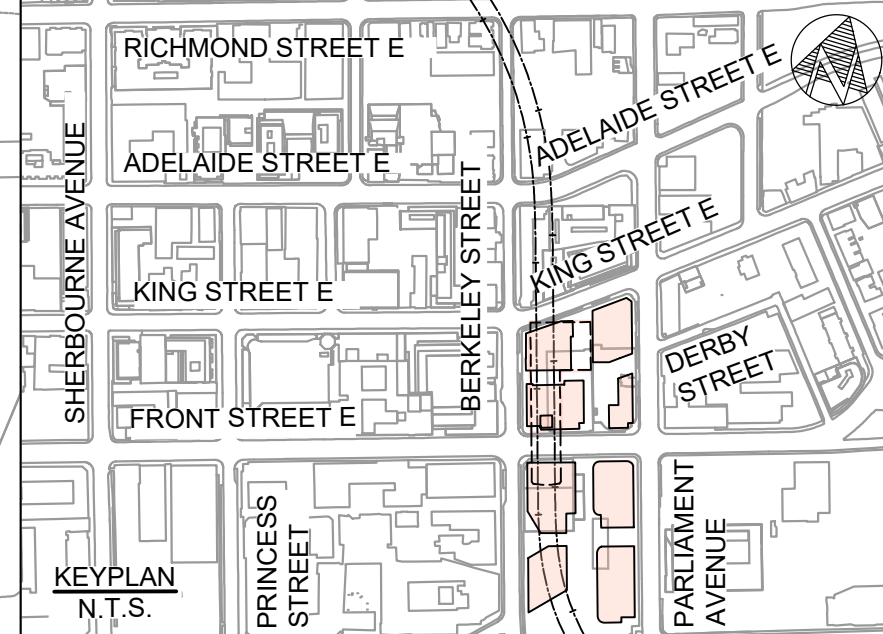 RICHMOND STREET E
ADELAIDE STREET E
ADELAIDE STREET E
SHERBOURNE AVENUE
BERKELEY STREET
KING STREET E
KING STREET E
DERBY
STREET
FRONT STREET E
PRINCESS
STREET
PARLIAMENT
AVENUE
KEYPLAN
N.T.S.